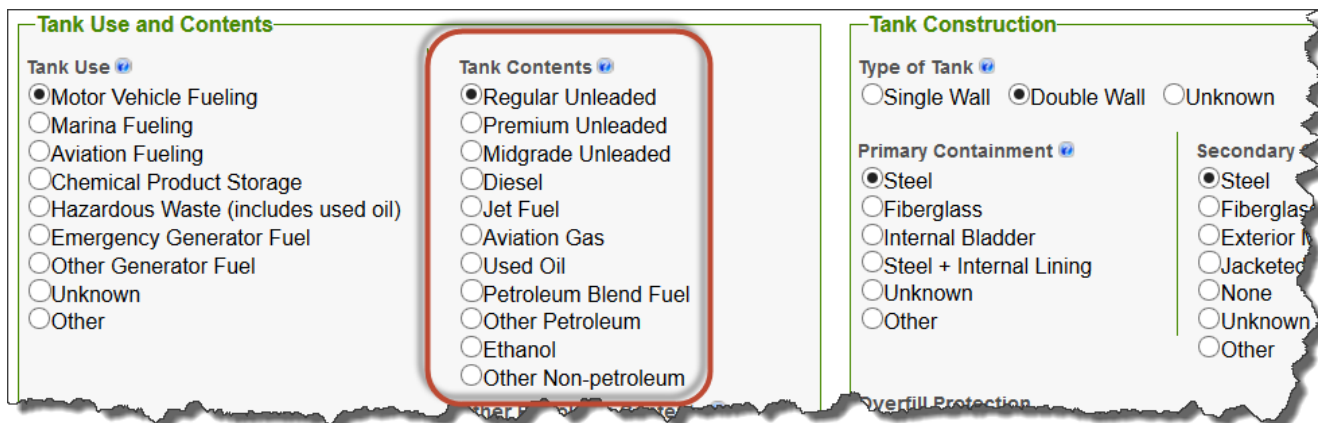 Tank Use and Contents
Tank Use
Motor Vehicle Fueling
Marina Fueling
Aviation Fueling
Chemical Product Storage
Hazardous Waste (includes used oil)
Emergency Generator Fuel
Other Generator Fuel
Unknown
Other
Tank Contents
Regular Unleaded
Premium Unleaded
Midgrade Unleaded
Diesel
Jet Fuel
Aviation Gas
Used Oil
Petroleum Blend Fuel
Other Petroleum
Ethanol
Other Non-petroleum
Tank Construction
Type of Tank
Single Wall Double Wall Unknown
Primary Containment
Steel
Fiberglass
Internal Bladder
Steel + Internal Lining
Unknown
Other
Secondary
Steel
Fiberglas
Exterior
Jacketed
None
Unknown
Other
Overfill Protection